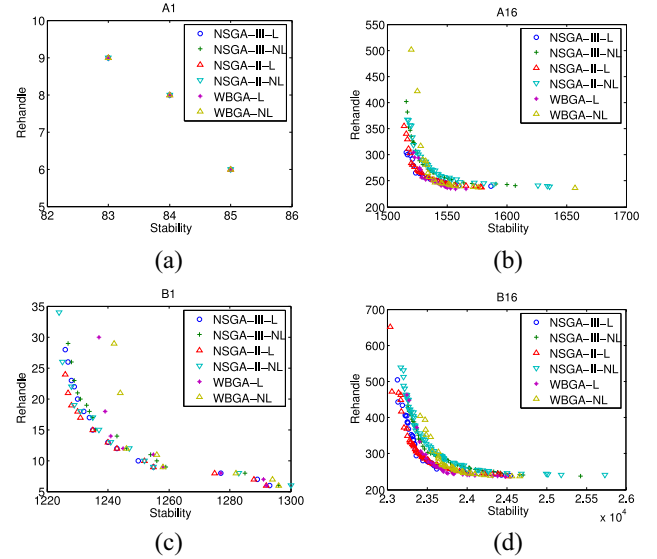 A1
NSGA-III-L
NSGA-III-NL
NSGA-II-L
NSGA-II-NL
WBGA-L
WBGA-NL
Rehandle
10
9
8
7
6
5
82 83 84 85 86
Stability
(a)
A16
NSGA-III-L
NSGA-III-NL
NSGA-II-L
NSGA-II-NL
WBGA-L
WBGA-NL
Rehandle
550
500
450
400
350
300
250
200
1500 1550 1600 1650 1700
Stability
(b)
B1
NSGA-III-L
NSGA-III-NL
NSGA-II-L
NSGA-II-NL
WBGA-L
WBGA-NL
Rehandle
35
30
25
20
15
10
5
1220 1240 1260 1280 1300
Stability
(c)
B16
NSGA-III-L
NSGA-III-NL
NSGA-II-L
NSGA-II-NL
WBGA-L
WBGA-NL
Rehandle
700
600
500
400
300
200
2.3 2.35 2.4 2.45 2.5 2.55 2.6
Stability
x 10⁴
(d)